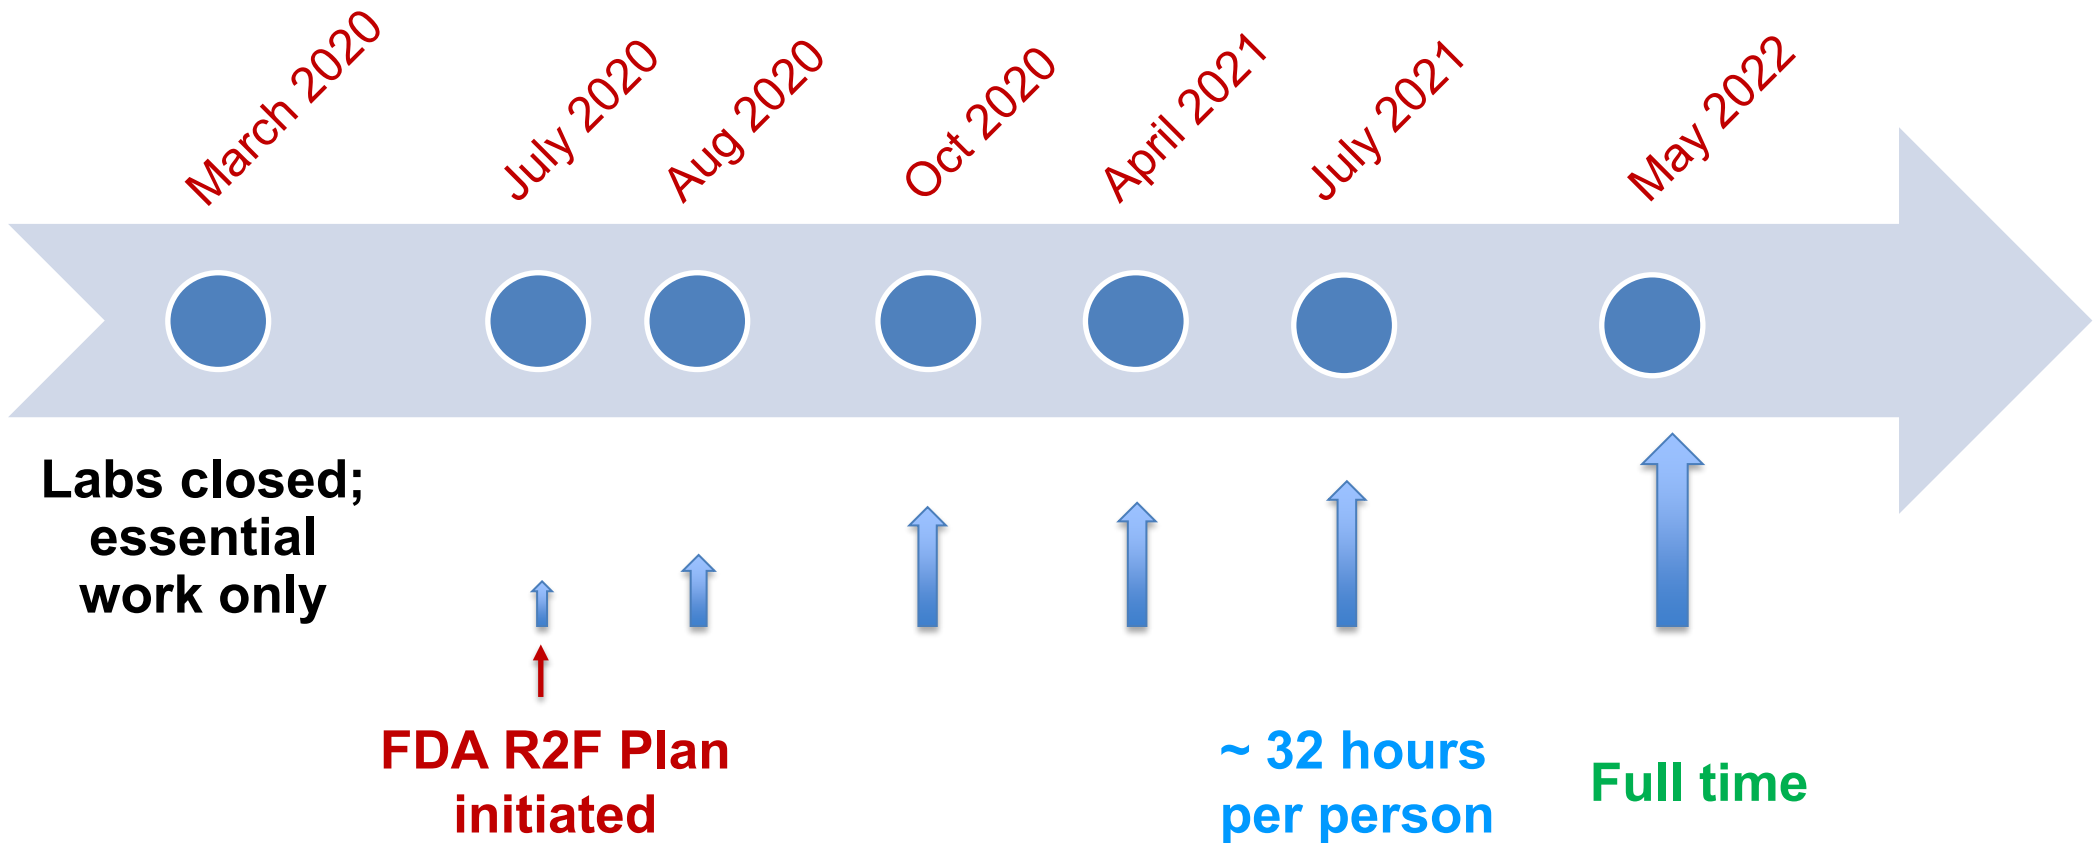 March 2020
July 2020
Aug 2020
Oct 2020
April 2021
July 2021
May 2022
Labs closed;
essential
work only
FDA R2F Plan
initiated
~ 32 hours
per person
Full time